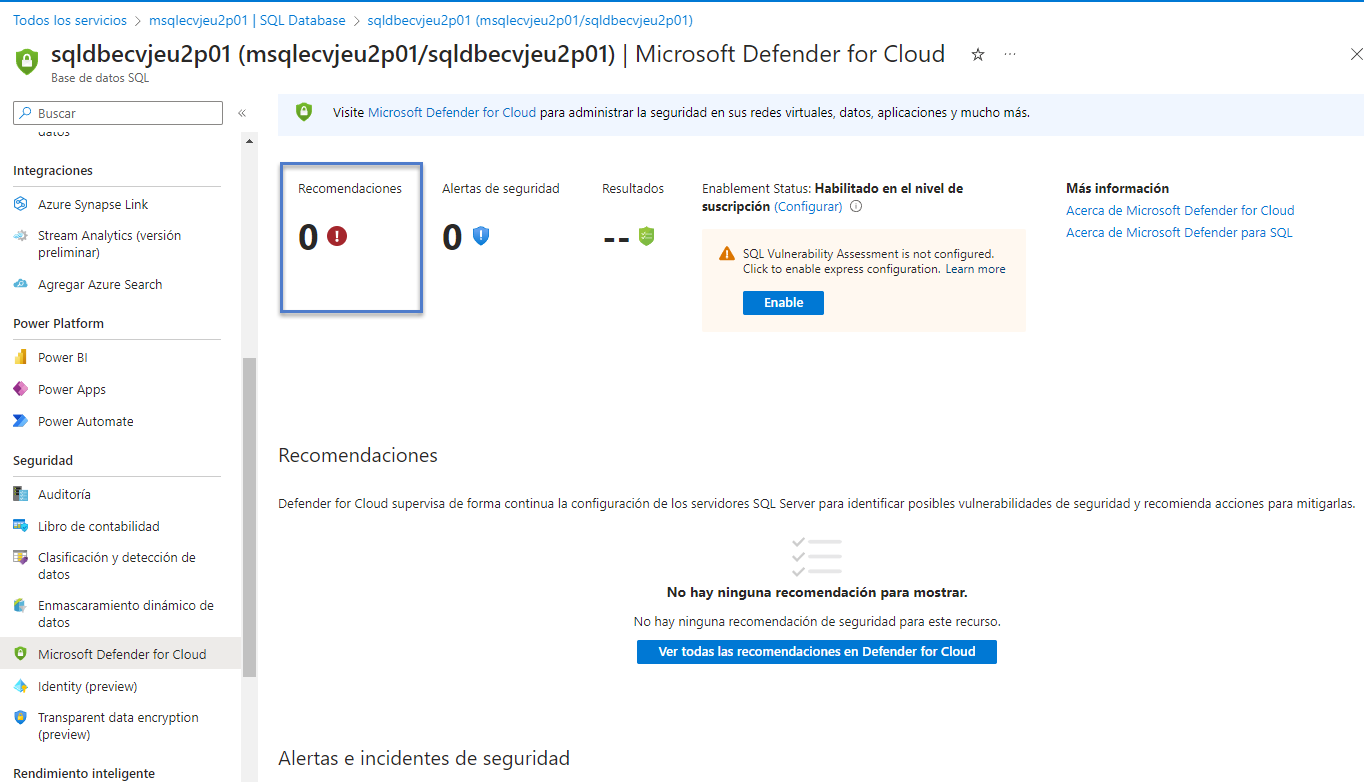 Todos los servicios > msqlecvjeu2p01 | SQL Database > sqldbecvjeu2p01 (msqlecvjeu2p01/sqldbecvjeu2p01)
sqldbecvjeu2p01 (msqlecvjeu2p01/sqldbecvjeu2p01) | Microsoft Defender for Cloud
Base de datos SQL
Buscar
datos
Integraciones
Azure Synapse Link
Stream Analytics (versión
preliminar)
Agregar Azure Search
Power Platform
Power BI
Power Apps
Power Automate
Seguridad
Auditoría
Libro de contabilidad
Clasificación y detección de
datos
Enmascaramiento dinámico de
datos
Microsoft Defender for Cloud
Identity (preview)
Transparent data encryption
(preview)
Rendimiento inteligente
Visite Microsoft Defender for Cloud para administrar la seguridad en sus redes virtuales, datos, aplicaciones y mucho más.
Recomendaciones
0
Alertas de seguridad
0
Resultados
--
Enablement Status: Habilitado en el nivel de
suscripción (Configurar)
SQL Vulnerability Assessment is not configured.
Click to enable express configuration. Learn more
Enable
Más información
Acerca de Microsoft Defender for Cloud
Acerca de Microsoft Defender para SQL
Recomendaciones
Defender for Cloud supervisa de forma continua la configuración de los servidores SQL Server para identificar posibles vulnerabilidades de seguridad y recomienda acciones para mitigarlas.
No hay ninguna recomendación para mostrar.
No hay ninguna recomendación de seguridad para este recurso.
Ver todas las recomendaciones en Defender for Cloud
Alertas e incidentes de seguridad